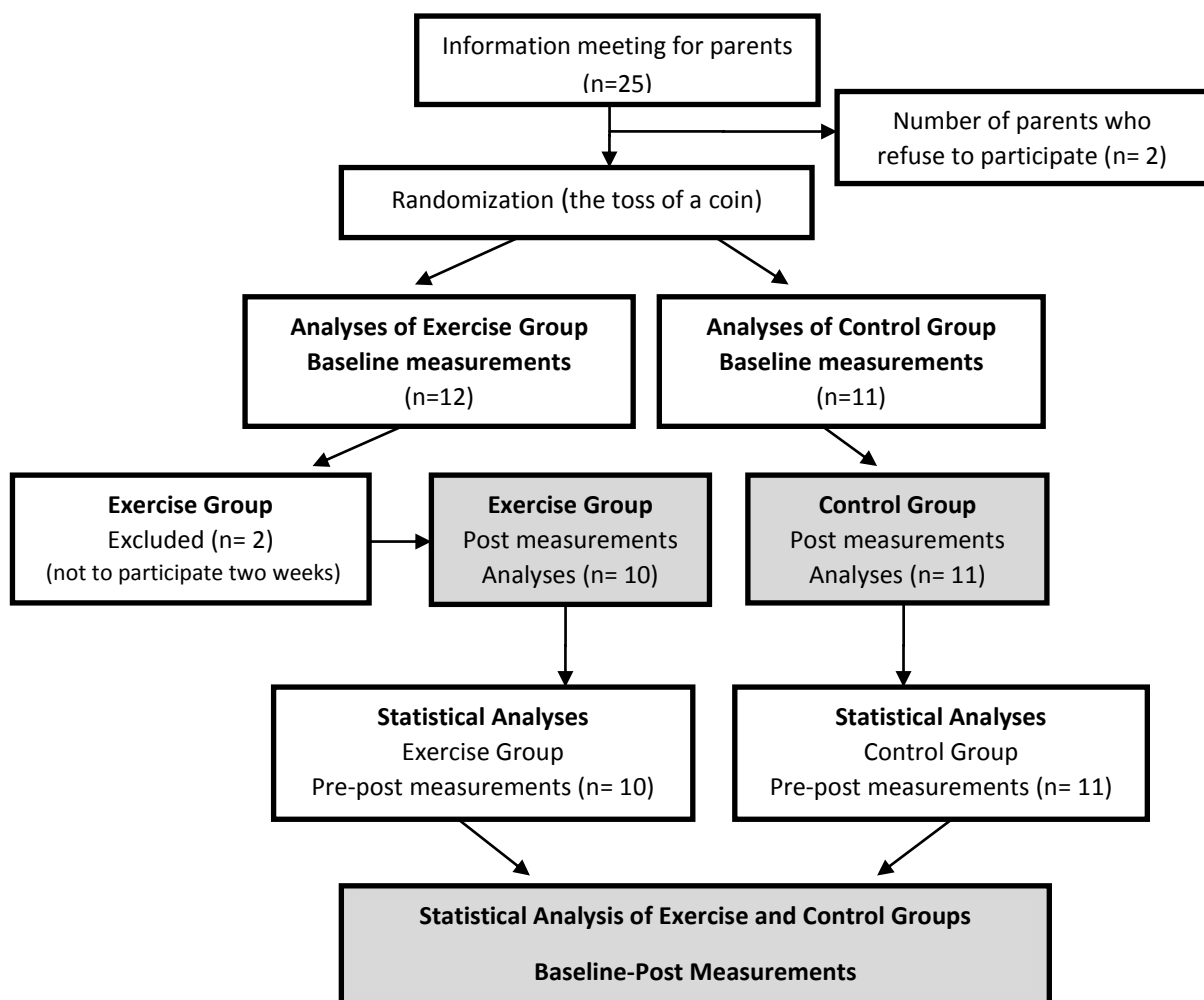 Information meeting for parents
(n=25)
Number of parents who
refuse to participate (n= 2)
Randomization (the toss of a coin)
Analyses of Exercise Group
Baseline measurements
(n=12)
Analyses of Control Group
Baseline measurements
(n=11)
Exercise Group
Excluded (n= 2)
(not to participate two weeks)
Exercise Group
Post measurements
Analyses (n= 10)
Control Group
Post measurements
Analyses (n= 11)
Statistical Analyses
Exercise Group
Pre-post measurements (n= 10)
Statistical Analyses
Control Group
Pre-post measurements (n= 11)
Statistical Analysis of Exercise and Control Groups
Baseline-Post Measurements